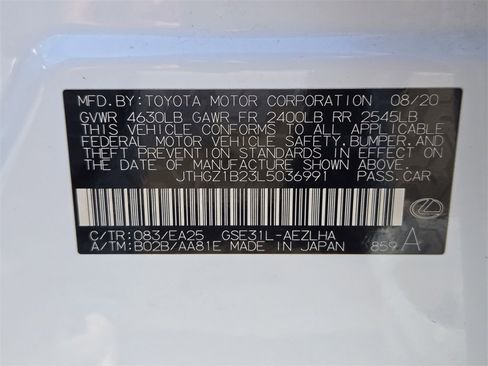 MFD.BY:TOYOTA MOTOR CORPORATION 08/20
GVWR 4630LB GAWR FR 2400LB RR 2545LB
THIS VEHICLE CONFORMS TO ALL APPLICABLE
FEDERAL MOTOR VEHICLE SAFETY,BUMPER,AND
THEFT PREVENTION STANDARDS IN EFFECT ON
THE DATE OF MANUFACTURE SHOWN ABOVE.
JTHGZ1B23L5036991 PASS.CAR
C/TR:083/EA25 GSE31L-AEZLHA
A/TM:B02B/AA81E MADE IN JAPAN 859 A